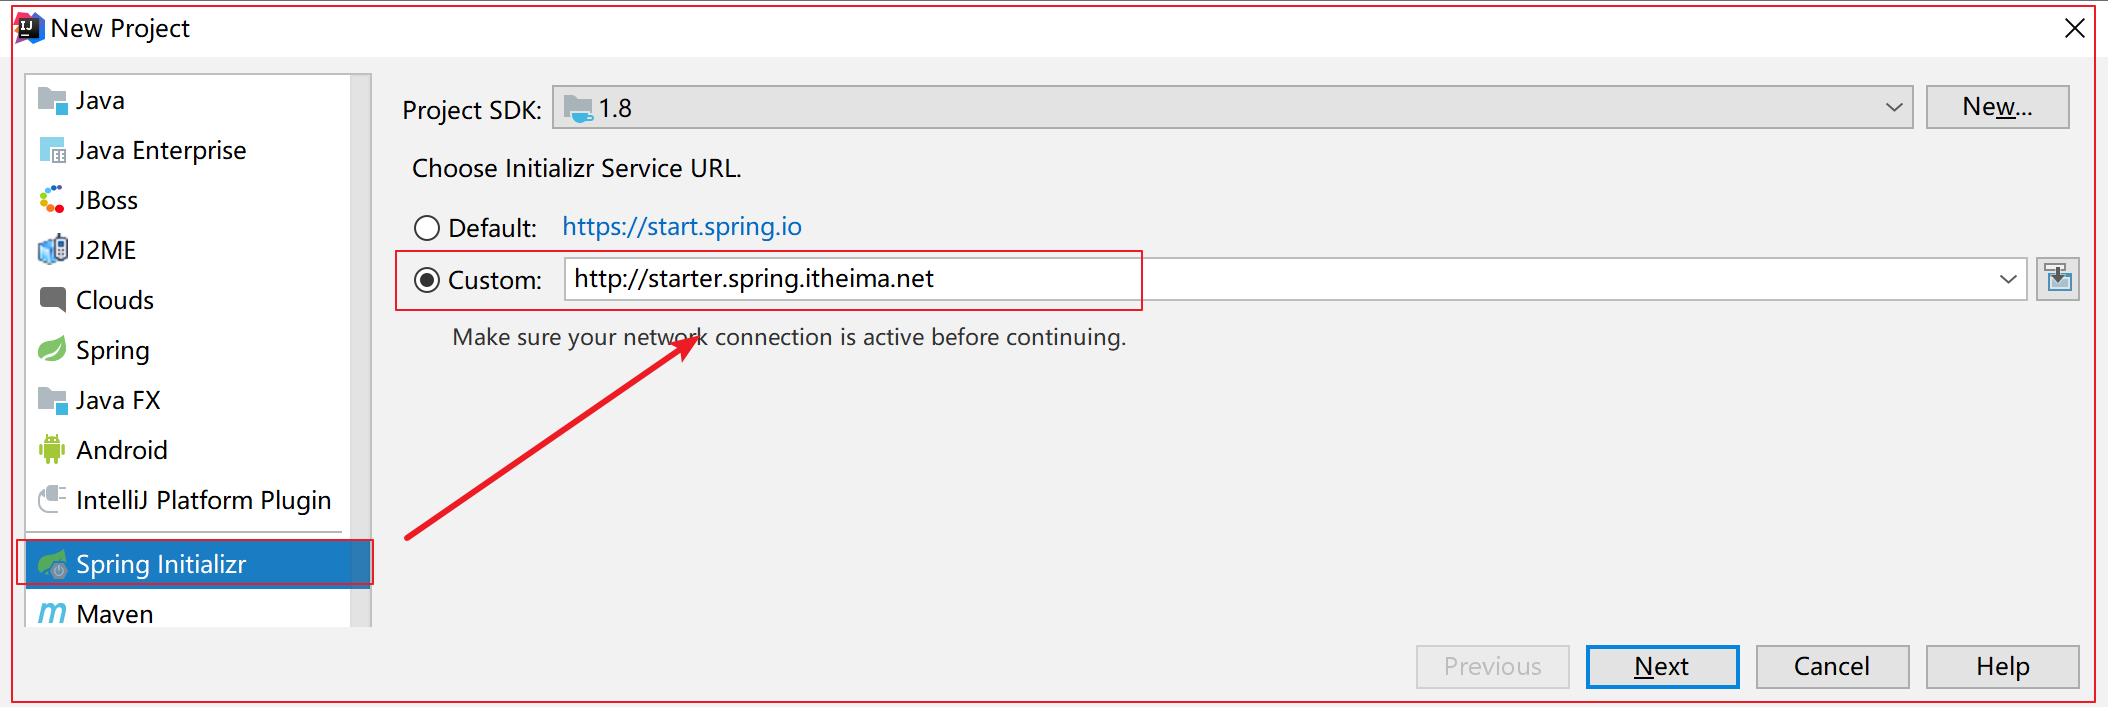 New Project
Java
Java Enterprise
JBoss
J2ME
Clouds
Spring
Java FX
Android
IntelliJ Platform Plugin
Spring Initializr
Maven
Project SDK: 1.8 New...
Choose Initializr Service URL.
Default: https://start.spring.io
Custom: http://starter.spring.itheima.net
Make sure your network connection is active before continuing.
Previous Next Cancel Help